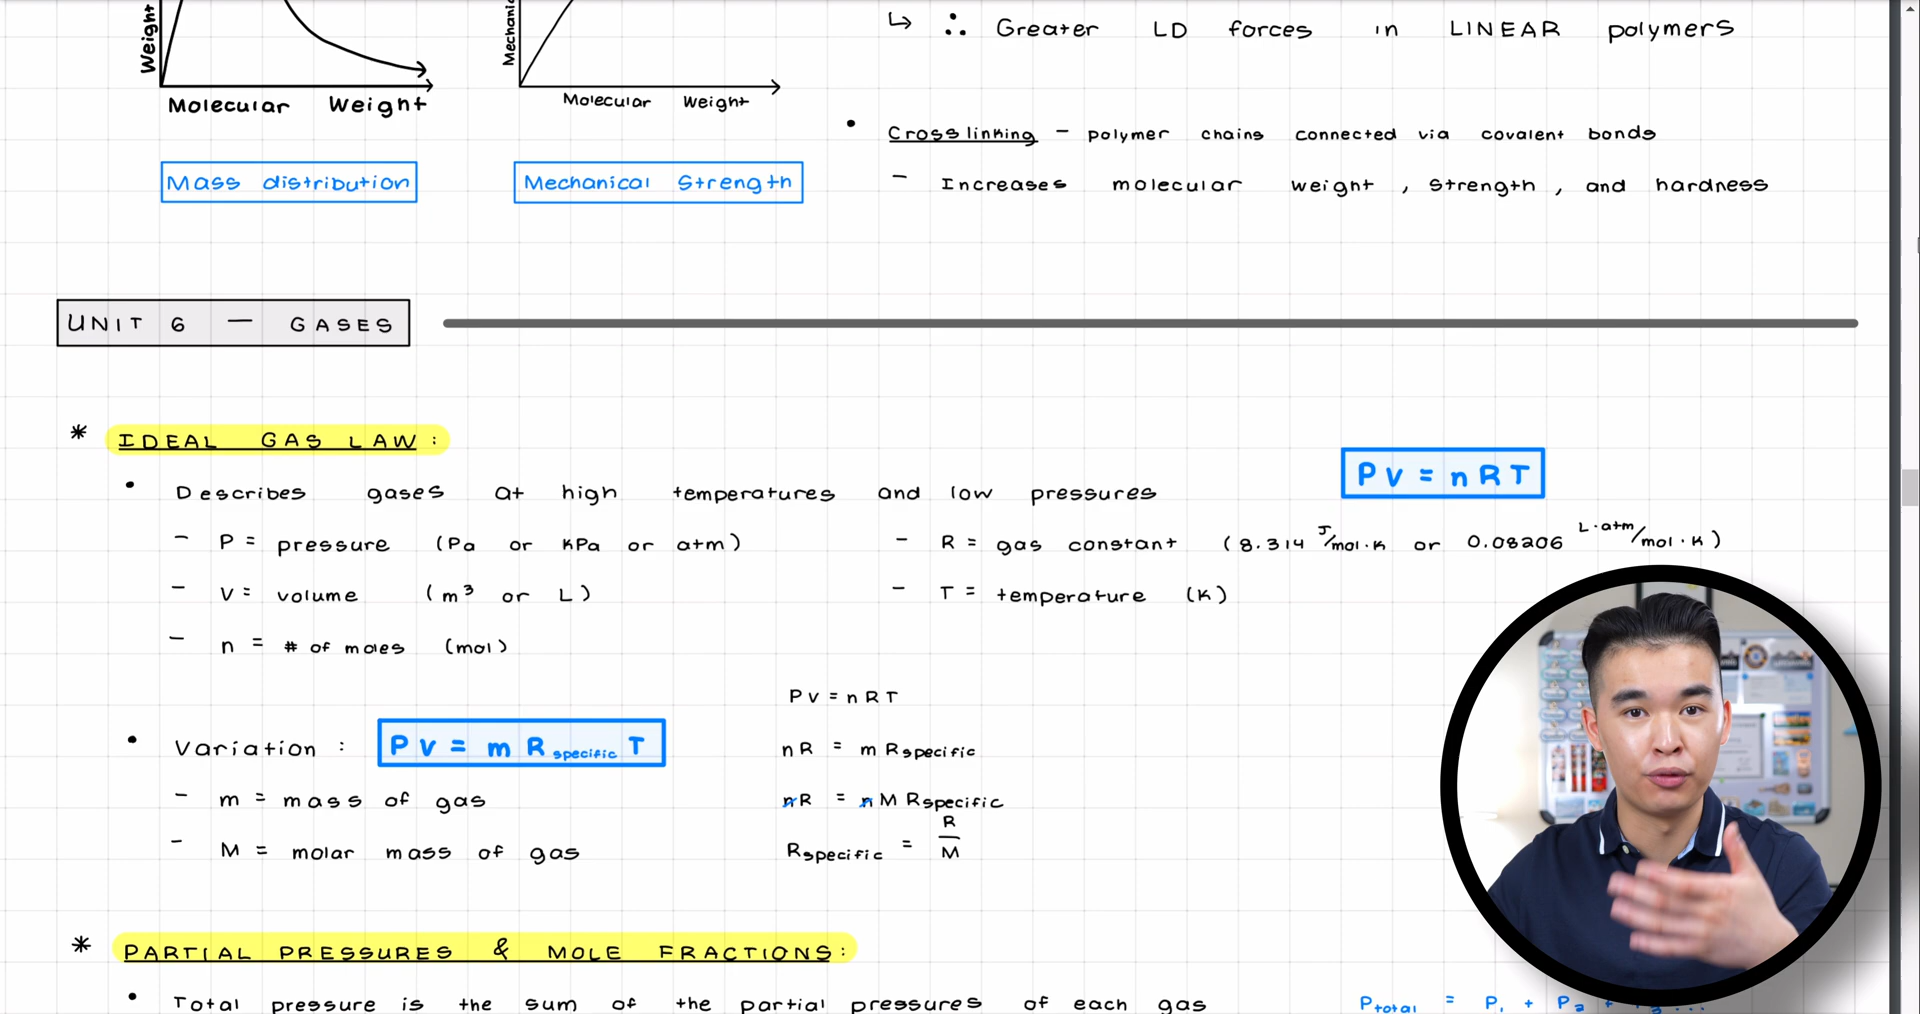 Weight
Molecular Weight
Mass distribution
Mechanic
Molecular Weight
Mechanical Strength
↳ ∴ Greater LD forces in LINEAR polymers
• Crosslinking - polymer chains connected via covalent bonds
- Increases molecular weight, strength, and hardness
UNIT 6 — GASES
* IDEAL GAS LAW:
• Describes gases at high temperatures and low pressures
PV = nRT
- P = pressure (Pa or kPa or atm)
- V = volume (m³ or L)
- n = # of moles (mol)
- R = gas constant (8.314 J/mol·K or 0.08206 L·atm/mol·K)
- T = temperature (K)
• Variation: PV = m Rspecific T
- m = mass of gas
- M = molar mass of gas
PV = nRT
nR = m Rspecific
nR = nM Rspecific
Rspecific = R/M
* PARTIAL PRESSURES & MOLE FRACTIONS:
• Total pressure is the sum of the partial pressures of each gas
Ptotal = P₁ + P₂ +